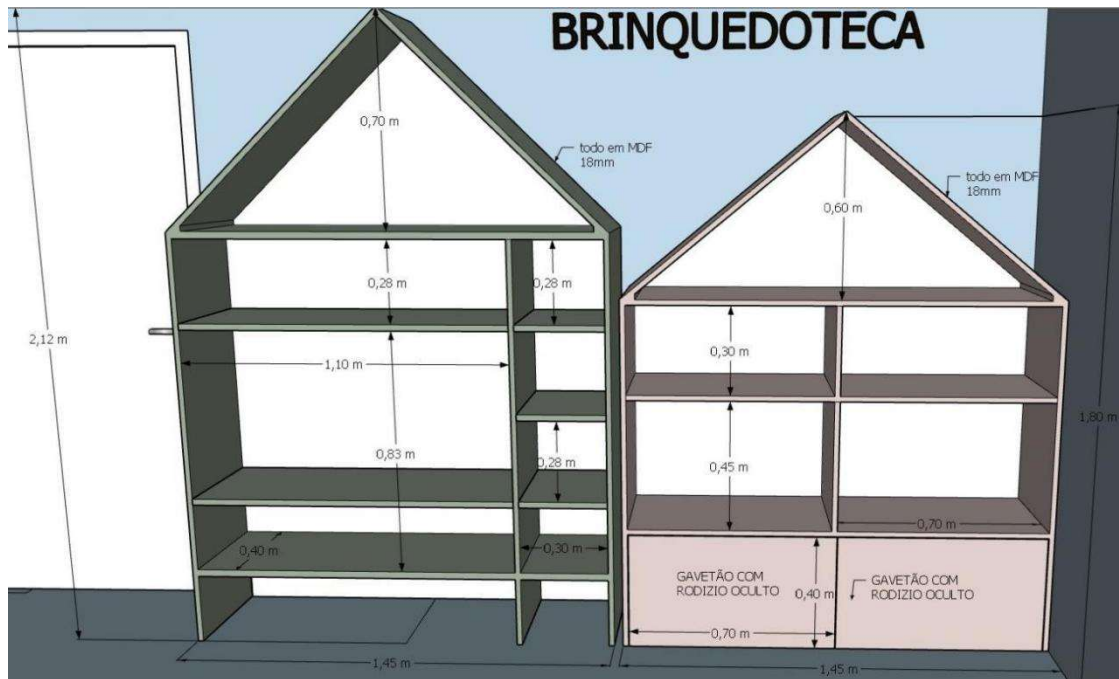 BRINQUEDOTECA
0,70 m
todo em MDF
18mm
todo em MDF
18mm
0,60 m
0,28 m
0,28 m
2,12 m
1,10 m
0,30 m
1,80 m
0,83 m
0,28 m
0,45 m
0,70 m
0,40 m
0,30 m
GAVETÃO COM
RODIZIO OCULTO
0,40 m
GAVETÃO COM
RODIZIO OCULTO
0,70 m
1,45 m
1,45 m